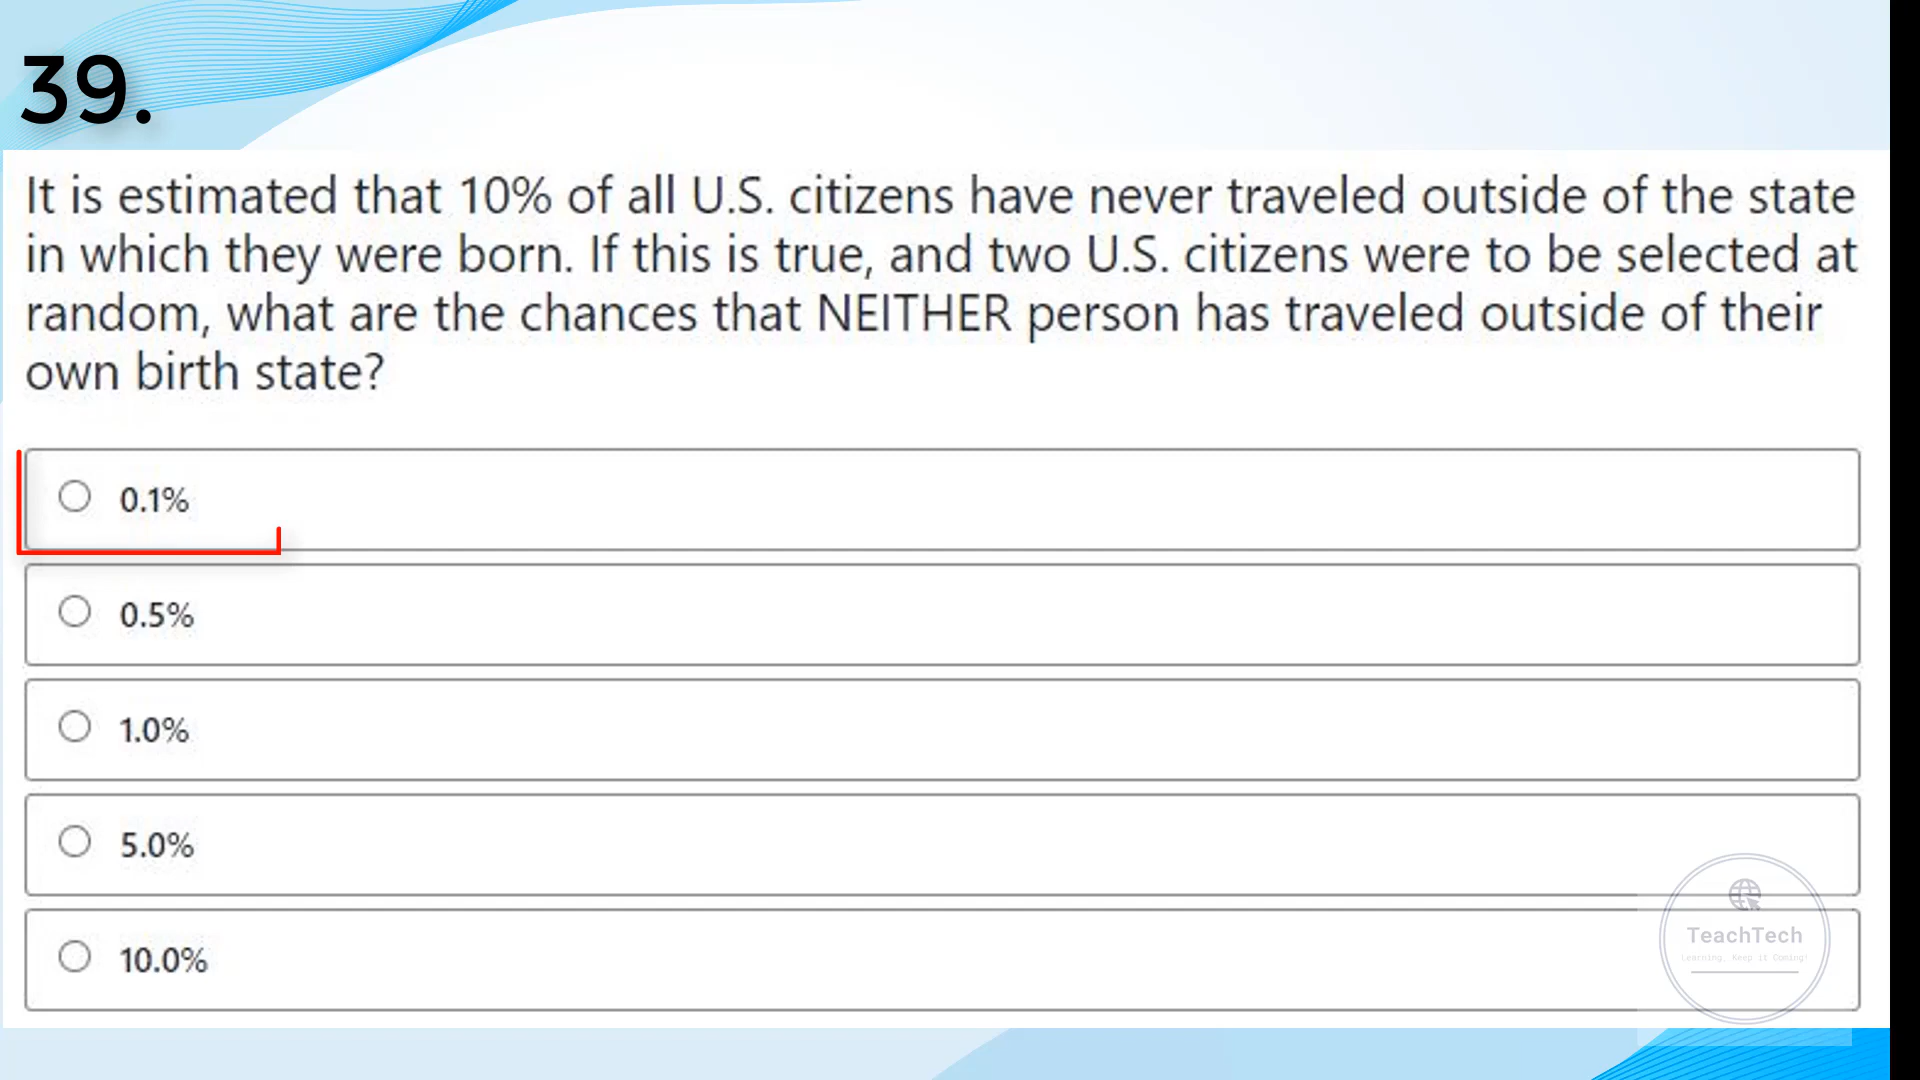 39.
It is estimated that 10% of all U.S. citizens have never traveled outside of the state
in which they were born. If this is true, and two U.S. citizens were to be selected at
random, what are the chances that NEITHER person has traveled outside of their
own birth state?
0.1%
0.5%
1.0%
5.0%
10.0%
TeachTech
Learning, Keep It Coming!